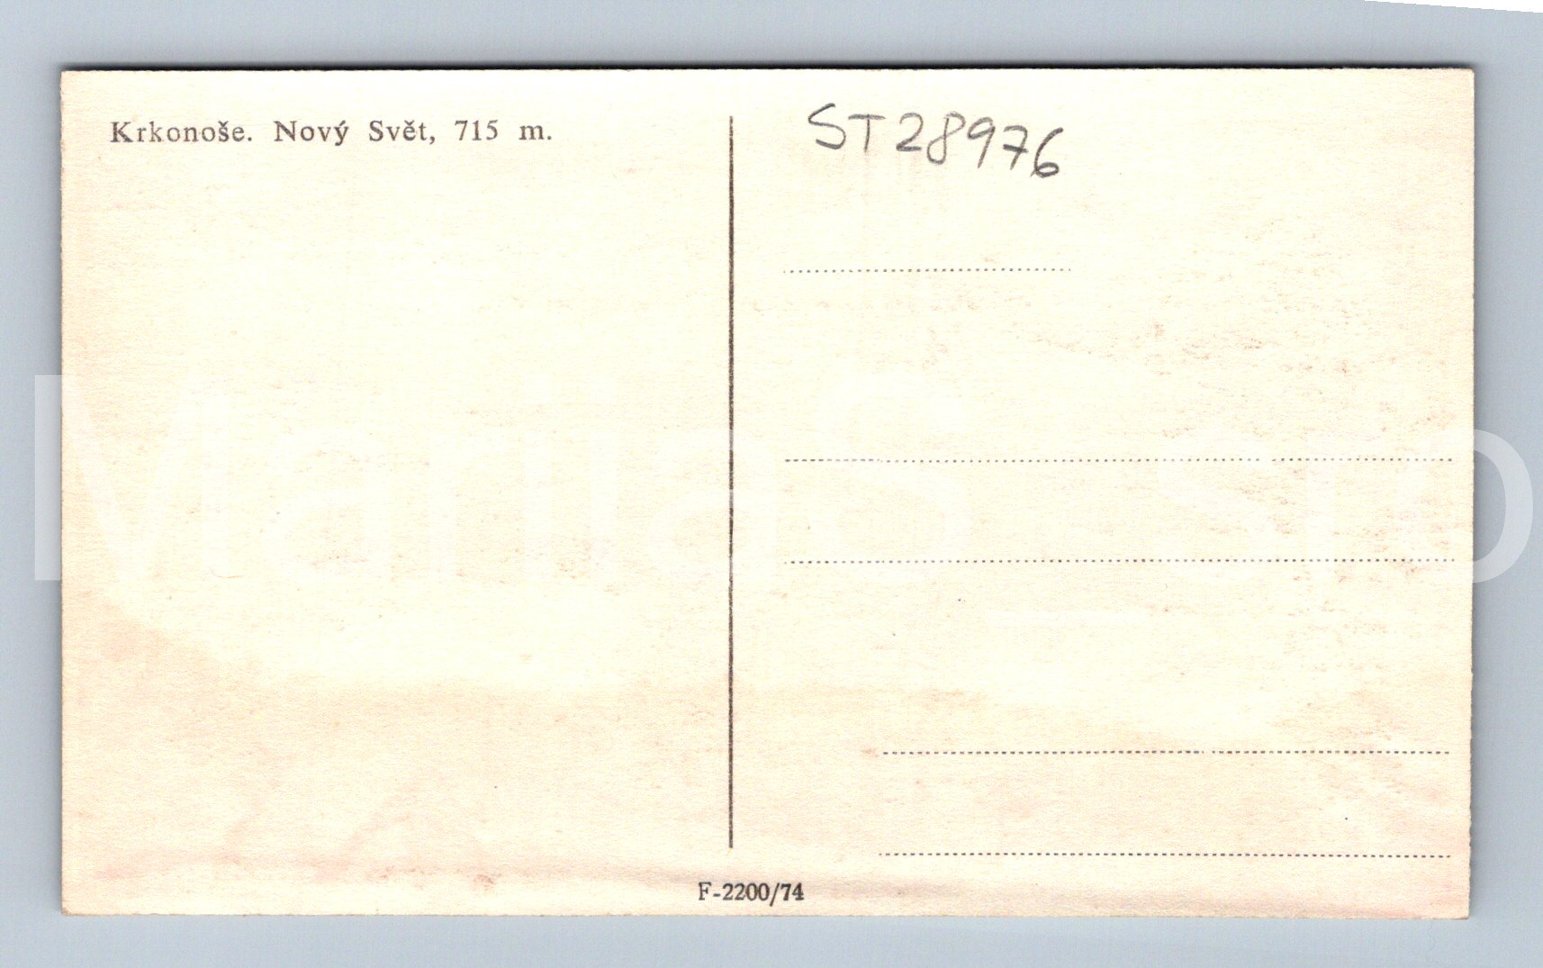 Krkonoše. Nový Svět, 715 m.
ST28976
F-2200/74